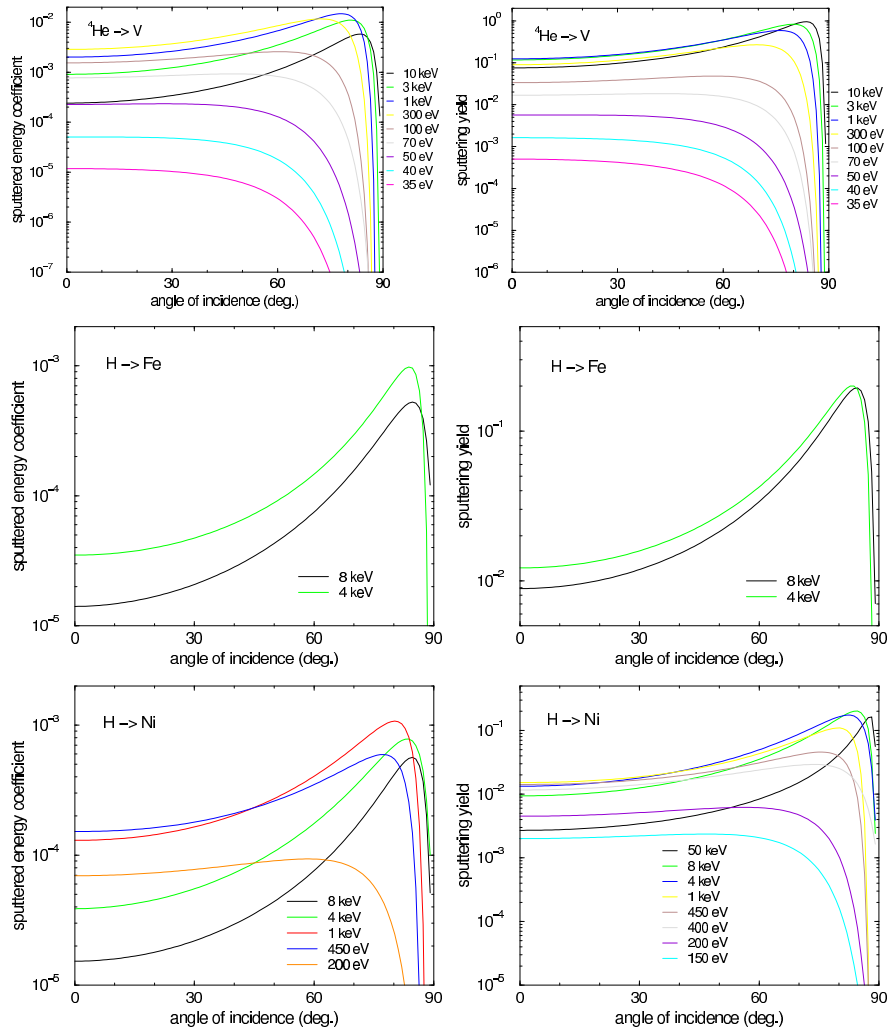 ⁴He −> V
sputtered energy coefficient
10⁻²
10⁻³
10⁻⁴
10⁻⁵
10⁻⁶
10⁻⁷
0 30 60 90
angle of incidence (deg.)
10 keV
3 keV
1 keV
300 eV
100 eV
70 eV
50 eV
40 eV
35 eV
⁴He −> V
sputtering yield
10⁰
10⁻¹
10⁻²
10⁻³
10⁻⁴
10⁻⁵
10⁻⁶
0 30 60 90
angle of incidence (deg.)
10 keV
3 keV
1 keV
300 eV
100 eV
70 eV
50 eV
40 eV
35 eV
H −> Fe
sputtered energy coefficient
10⁻³
10⁻⁴
10⁻⁵
0 30 60 90
angle of incidence (deg.)
8 keV
4 keV
H −> Fe
sputtering yield
10⁻¹
10⁻²
0 30 60 90
angle of incidence (deg.)
8 keV
4 keV
H −> Ni
sputtered energy coefficient
10⁻³
10⁻⁴
10⁻⁵
0 30 60 90
angle of incidence (deg.)
8 keV
4 keV
1 keV
450 eV
200 eV
H −> Ni
sputtering yield
10⁻¹
10⁻²
10⁻³
10⁻⁴
10⁻⁵
0 30 60 90
angle of incidence (deg.)
50 keV
8 keV
4 keV
1 keV
450 eV
400 eV
200 eV
150 eV